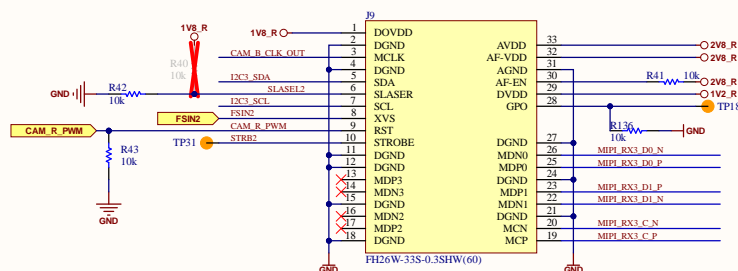 J9
1V8_R
1V8_R
1 DOVDD
2 DGND
CAM_B_CLK_OUT 3 MCLK
4 DGND
R40
10k
I2C3_SDA 5 SDA
GND R42 10k SLASEL2 6 SLASER
I2C3_SCL 7 SCL
FSIN2 FSIN2 8 XVS
CAM_R_PWM CAM_R_PWM 9 RST
TP31 STRB2 10 STROBE
R43
10k
GND
11 DGND
12 DGND
13 MDP3
14 MDN3
15 DGND
16 MDN2
17 MDP2
18 DGND
GND
AVDD 33 2V8_R
AF-VDD 32 2V8_R
AGND 31
AF-EN 30 R41 10k 2V8_R
DVDD 29 1V2_R
GPO 28 TP18
R136
10k
GND
DGND 27
MDN0 26 MIPI_RX3_D0_N
MDP0 25 MIPI_RX3_D0_P
DGND 24
MDP1 23 MIPI_RX3_D1_P
MDN1 22 MIPI_RX3_D1_N
DGND 21
MCN 20 MIPI_RX3_C_N
MCP 19 MIPI_RX3_C_P
GND
FH26W-33S-0.3SHW(60)